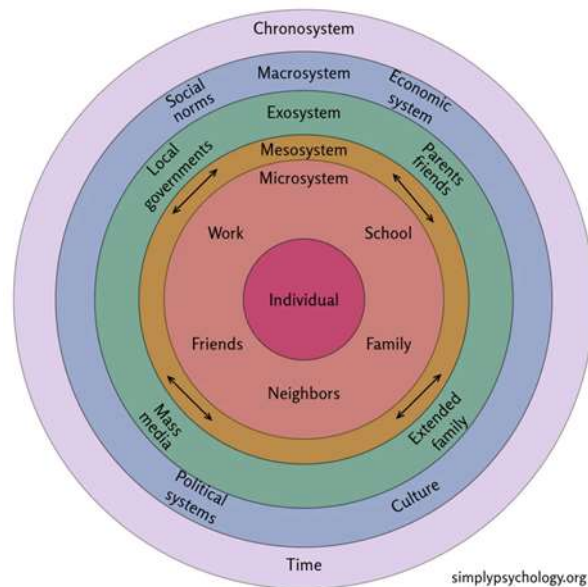 Chronosystem
Macrosystem
Social
norms
Economic
system
Exosystem
Local
governments
Parents
friends
Mesosystem
Microsystem
Work
School
Individual
Friends
Family
Neighbors
Mass
media
Extended
family
Political
systems
Culture
Time
simplypsychology.org